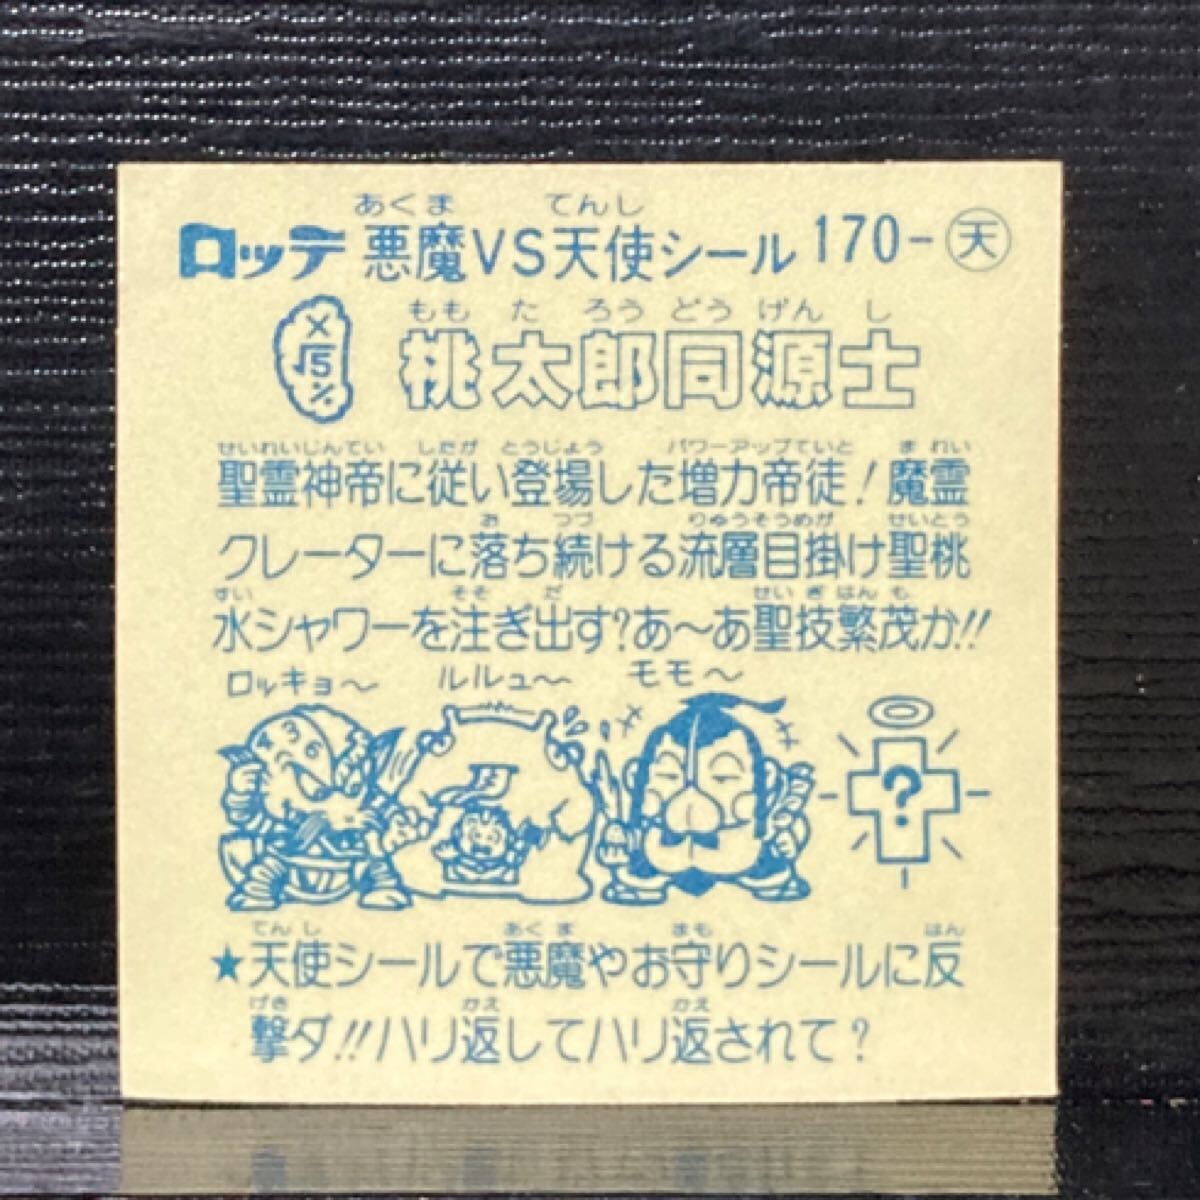 あくま てんし
ロッテ 悪魔VS天使シール 170-天
ももたろうどうげんし
桃太郎同源士
X
√5
%
せいれいじんてい したが とうじょう パワーアップていと まれい
聖霊神帝に従い登場した増力帝徒!魔霊
お つづ りゅうそうめが せいとう
クレーターに落ち続ける流層目掛け聖桃
すい そそ だ せいぎはんも
水シャワーを注ぎ出す?あ〜あ聖技繁茂か!!
ロッキョ〜 ルルュ〜 モモ〜
X36
?
てんし あくま まも はん
★天使シールで悪魔やお守りシールに反
げき かえ かえ
撃ダ!!ハリ返してハリ返されて?